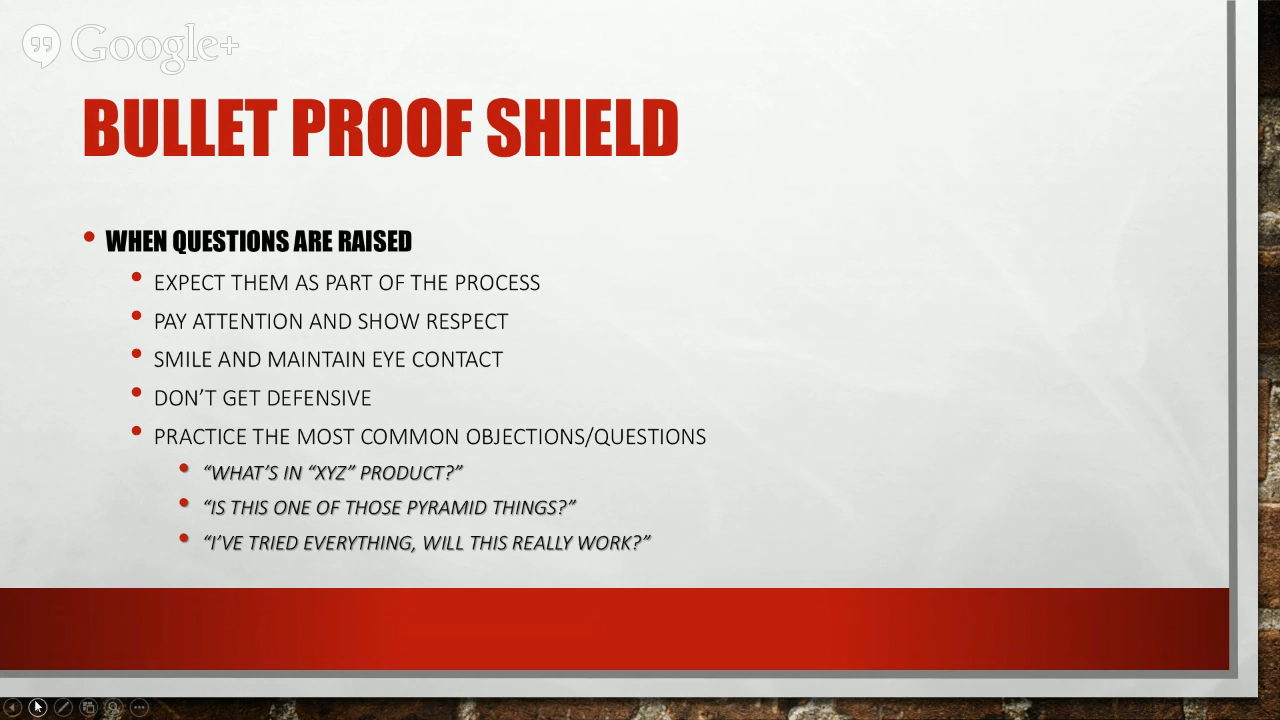 Google+
BULLET PROOF SHIELD
WHEN QUESTIONS ARE RAISED
EXPECT THEM AS PART OF THE PROCESS
PAY ATTENTION AND SHOW RESPECT
SMILE AND MAINTAIN EYE CONTACT
DON’T GET DEFENSIVE
PRACTICE THE MOST COMMON OBJECTIONS/QUESTIONS
“WHAT’S IN “XYZ” PRODUCT?”
“IS THIS ONE OF THOSE PYRAMID THINGS?”
“I’VE TRIED EVERYTHING, WILL THIS REALLY WORK?”